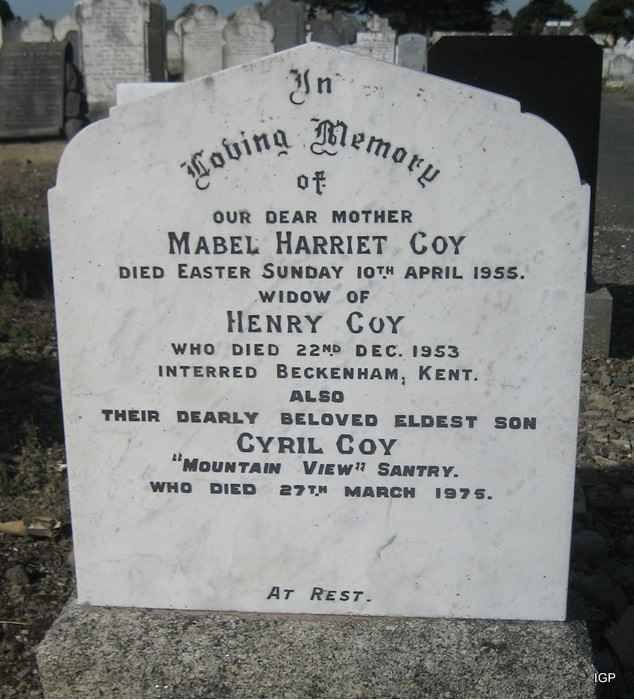 In
Loving Memory
of
OUR DEAR MOTHER
MABEL HARRIET COY
DIED EASTER SUNDAY 10TH APRIL 1955.
WIDOW OF
HENRY COY
WHO DIED 22ND DEC. 1953
INTERRED BECKENHAM, KENT.
ALSO
THEIR DEARLY BELOVED ELDEST SON
CYRIL COY
"MOUNTAIN VIEW" SANTRY.
WHO DIED 27TH MARCH 1975.
AT REST.
IGP